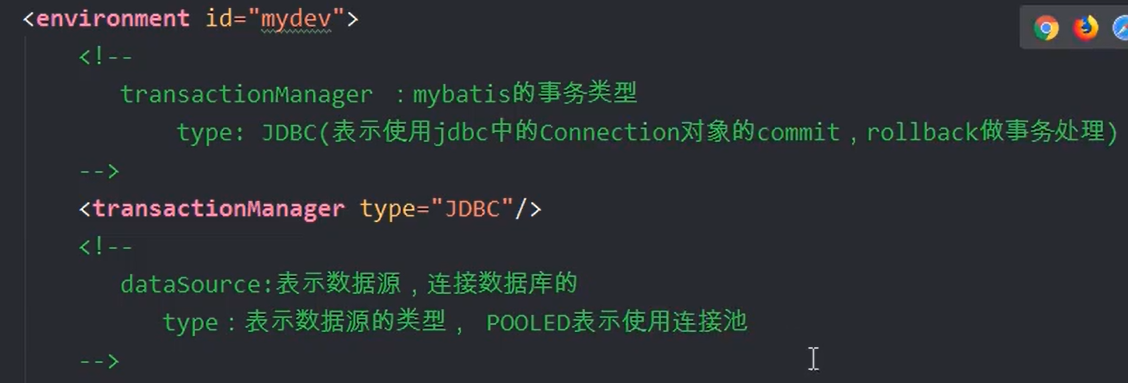 <environment id="mydev">
<!--
transactionManager ：mybatis的事务类型
type: JDBC(表示使用jdbc中的Connection对象的commit，rollback做事务处理)
-->
<transactionManager type="JDBC"/>
<!--
dataSource:表示数据源，连接数据库的
type：表示数据源的类型， POOLED表示使用连接池
-->